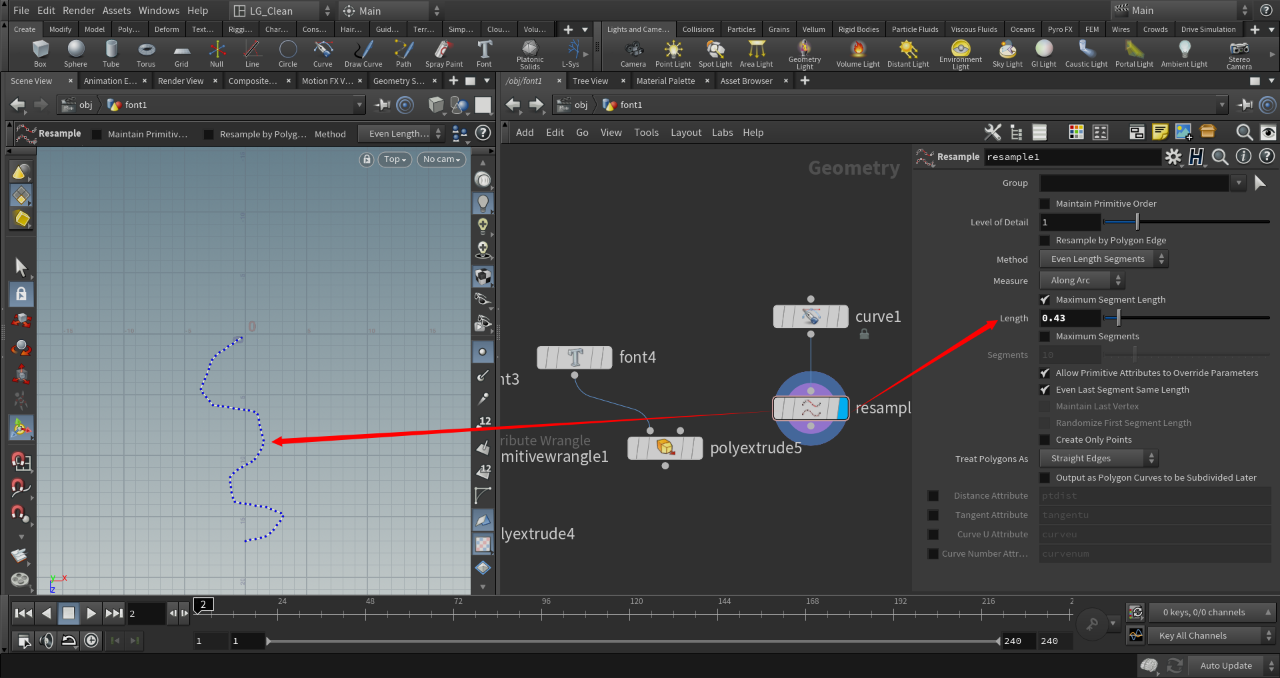 File Edit Render Assets Windows Help LG_Clean Main Main
Create Modify Model Poly... Deform Text... Riggi... Char... Cons... Hair... Guid... Terr... Simp... Clou... Volu... Lights and Came... Collisions Particles Grains Vellum Rigid Bodies Particle Fluids Viscous Fluids Oceans Pyro FX FEM Wires Crowds Drive Simulation
Box Sphere Tube Torus Grid Null Line Circle Curve Draw Curve Path Spray Paint Font Platonic Solids L-Sys Camera Point Light Spot Light Area Light Geometry Light Volume Light Distant Light Environment Light Sky Light GI Light Caustic Light Portal Light Ambient Light Stereo Camera
Scene View Animation E... Render View Composite... Motion FX V... Geometry S... /obj/font1 Tree View Material Palette Asset Browser
obj font1 obj font1
Resample Maintain Primitiv... Resample by Polyg... Method Even Length...
Add Edit Go View Tools Layout Labs Help
Top No cam
Geometry
Resample resample1
Group
Maintain Primitive Order
Level of Detail 1
Resample by Polygon Edge
Method Even Length Segments
Measure Along Arc
Maximum Segment Length
Length 0.43
Maximum Segments
Segments 10
Allow Primitive Attributes to Override Parameters
Even Last Segment Same Length
Maintain Last Vertex
Randomize First Segment Length
Create Only Points
Treat Polygons As Straight Edges
Output as Polygon Curves to be Subdivided Later
Distance Attribute ptdist
Tangent Attribute tangentu
Curve U Attribute curveu
Curve Number Attr... curvenum
0
curve1
font4
nt3
resampl
ribute Wrangle
mitivewrangle1
polyextrude5
lyextrude4
12
12
Y X
Z
2 2 24 48 72 96 120 144 168 192 216 2
0 keys, 0/0 channels
1 1 240 240 Key All Channels
Auto Update